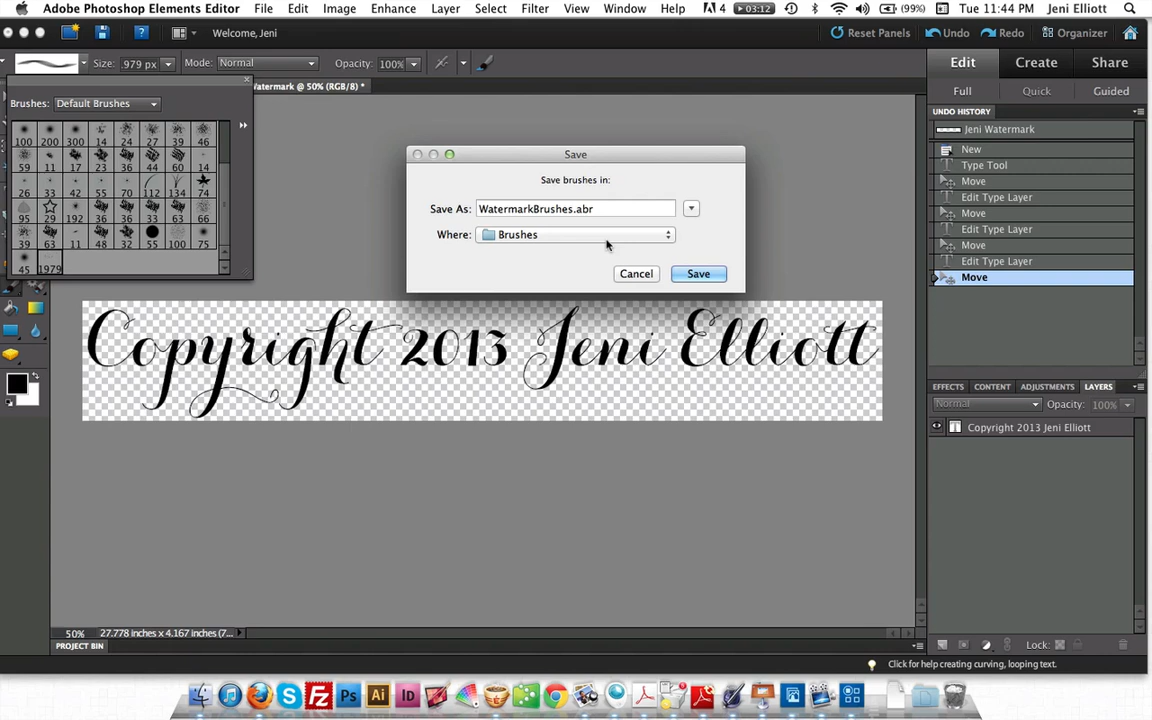 Adobe Photoshop Elements Editor File Edit Image Enhance Layer Select Filter View Window Help 4 03:12 (99%) Tue 11:44 PM Jeni Elliott
Welcome, Jeni Reset Panels Undo Redo Organizer
Size: 979 px Mode: Normal Opacity: 100%
Edit Create Share
Watermark @ 50% (RGB/8) *
Full Quick Guided
Brushes: Default Brushes
UNDO HISTORY
Jeni Watermark
100 200 300 14 24 27 39 46
New
59 11 17 23 36 44 60 14
Type Tool
Move
26 33 42 55 70 112 134 74
Edit Type Layer
95 29 192 36 33 63 66
Move
Edit Type Layer
39 63 11 48 32 55 100 75
Move
Edit Type Layer
45 1979
Move
Save
Save brushes in:
Save As: WatermarkBrushes.abr
Where: Brushes
Cancel Save
Copyright 2013 Jeni Elliott
EFFECTS CONTENT ADJUSTMENTS LAYERS
Normal Opacity: 100%
Copyright 2013 Jeni Elliott
50% 27.778 inches x 4.167 inches (7...
PROJECT BIN
Lock:
Click for help creating curving, looping text.
Ps Ai ID